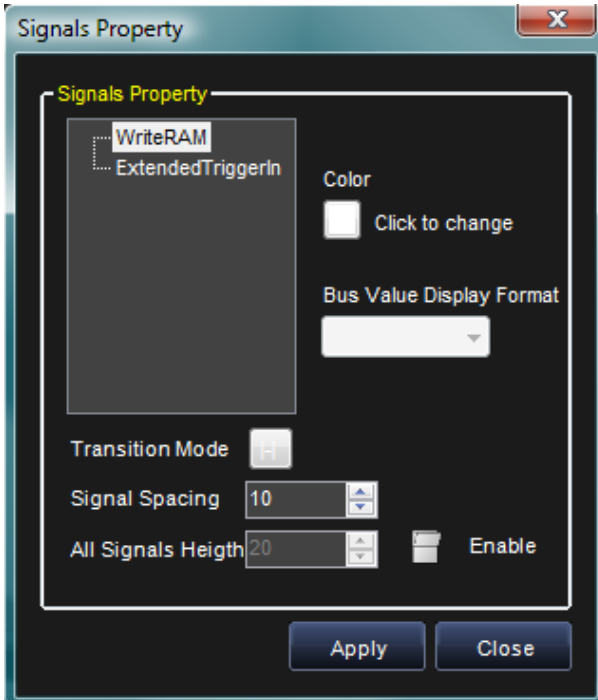 Signals Property
Signals Property
WriteRAM
ExtendedTriggerIn
Color
Click to change
Bus Value Display Format
Transition Mode H
Signal Spacing 10
All Signals Heigth 20 Enable
Apply Close